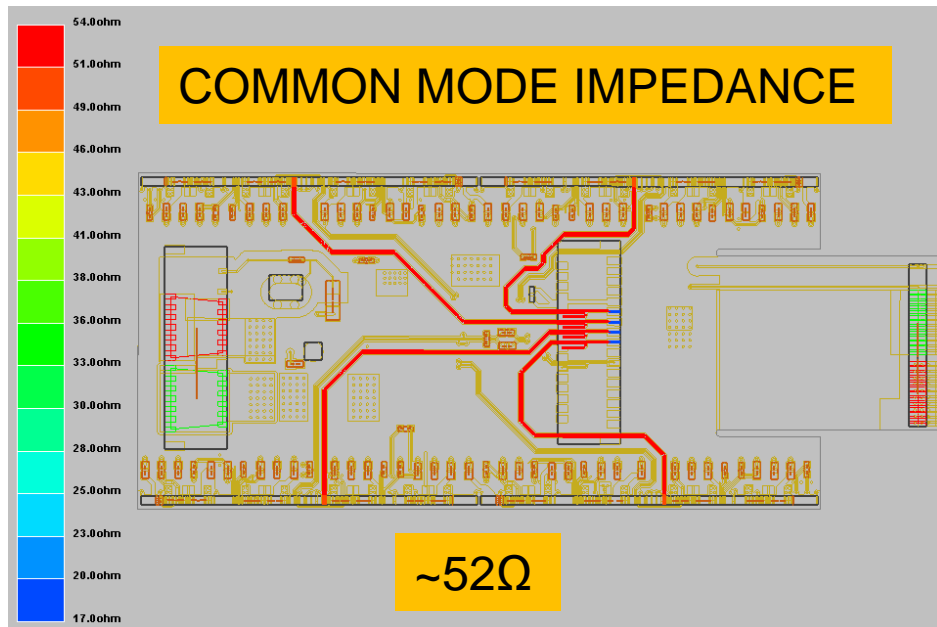 54.0ohm
COMMON MODE IMPEDANCE
51.0ohm
49.0ohm
46.0ohm
43.0ohm
41.0ohm
38.0ohm
36.0ohm
33.0ohm
30.0ohm
28.0ohm
25.0ohm
23.0ohm
~52Ω
20.0ohm
17.0ohm